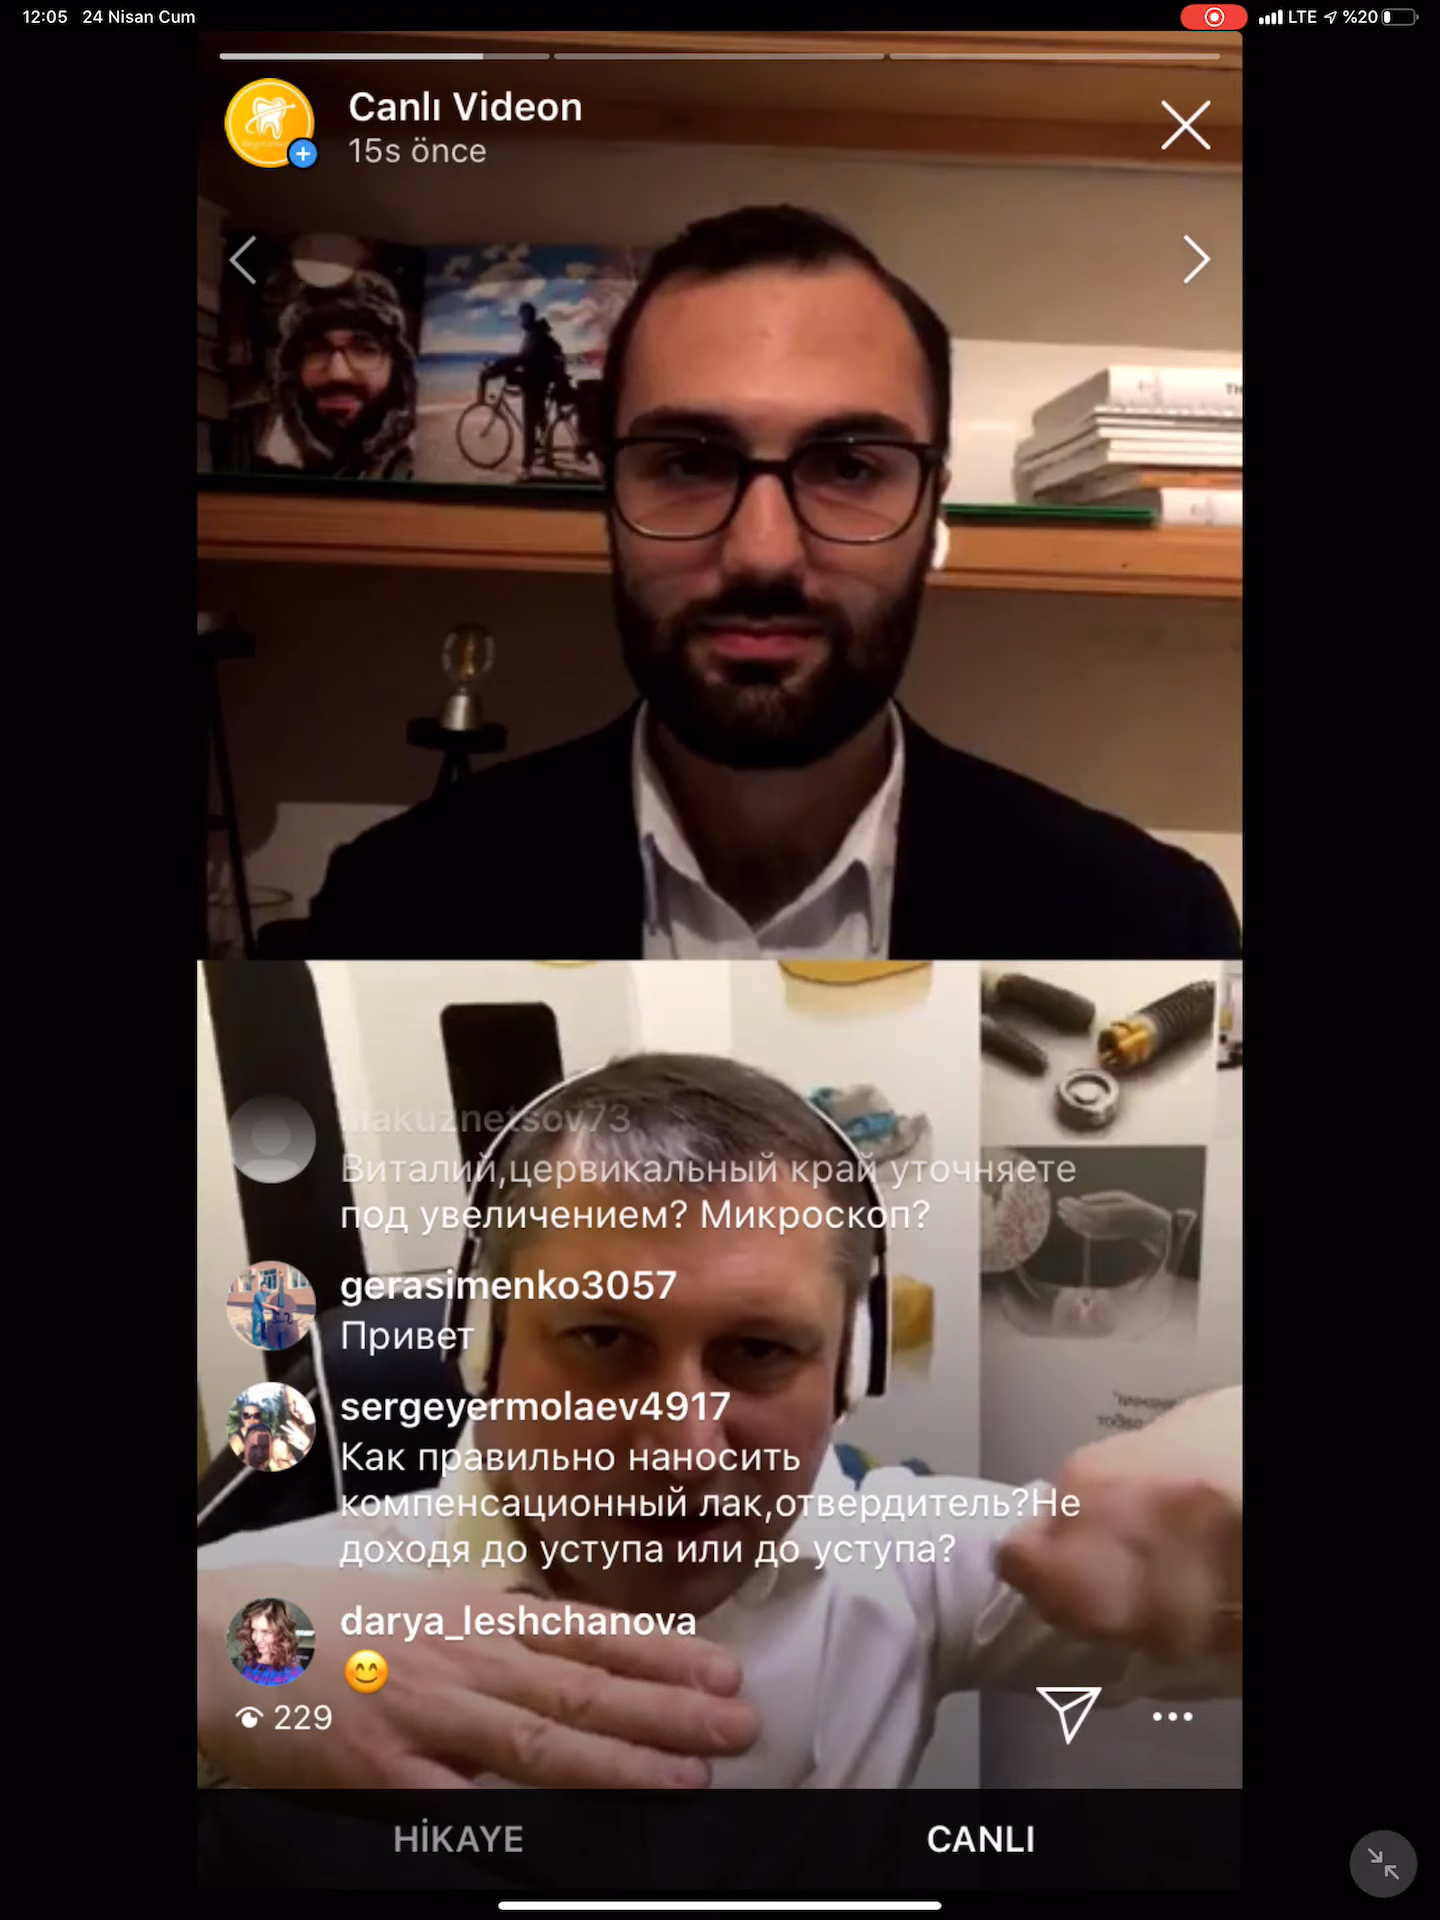 12:05 24 Nisan Cum
LTE %20
Canlı Videon
15s önce
TH
Виталий,цервикальный край уточняете
под увеличением? Микроскоп?
gerasimenko3057
Привет
sergeyermolaev4917
Как правильно наносить
компенсационный лак,отвердитель?Не
доходя до уступа или до уступа?
darya_leshchanova
😊
229
HİKAYE
CANLI